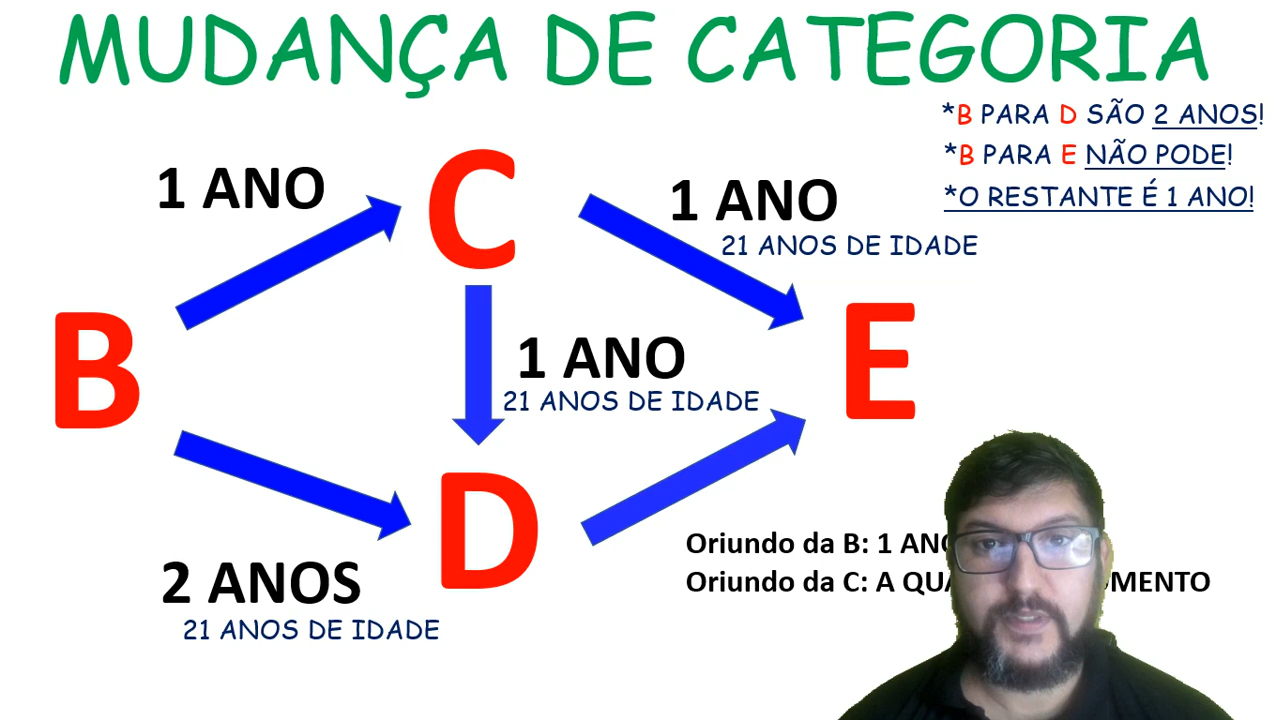 MUDANÇA DE CATEGORIA
*B PARA D SÃO 2 ANOS!
*B PARA E NÃO PODE!
*O RESTANTE É 1 ANO!
1 ANO
C
1 ANO
21 ANOS DE IDADE
B
1 ANO
21 ANOS DE IDADE
E
D
2 ANOS
21 ANOS DE IDADE
Oriundo da B: 1
Oriundo da C: A